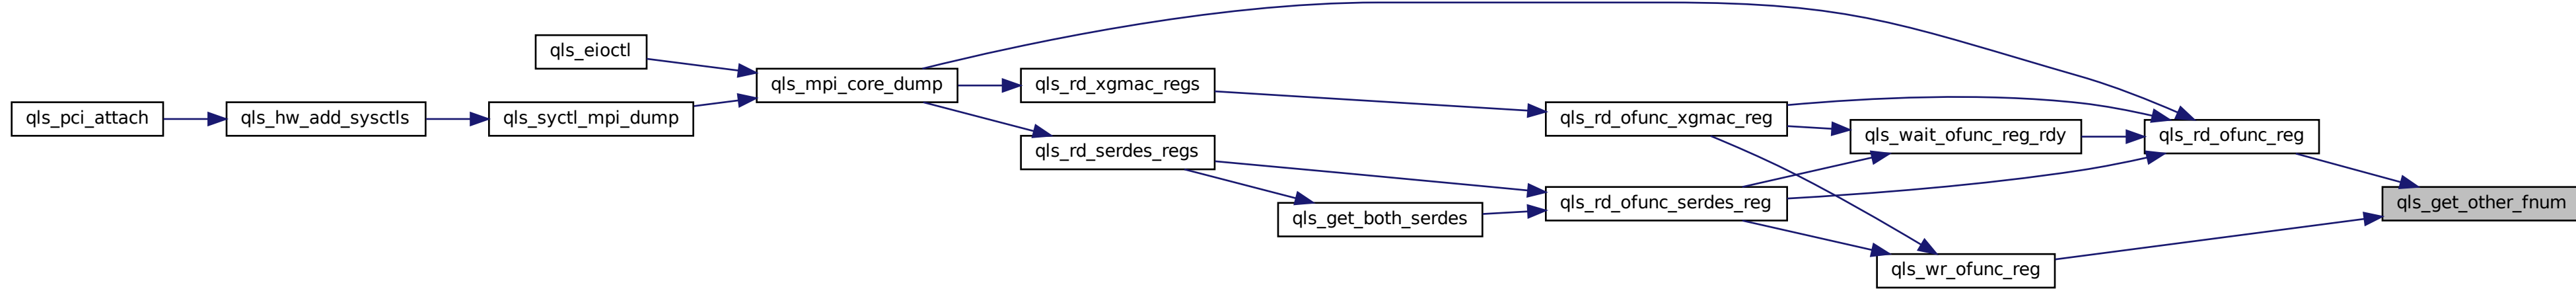 qls_pci_attach
qls_hw_add_sysctls
qls_eioctl
qls_syctl_mpi_dump
qls_mpi_core_dump
qls_rd_xgmac_regs
qls_rd_serdes_regs
qls_get_both_serdes
qls_rd_ofunc_xgmac_reg
qls_rd_ofunc_serdes_reg
qls_wait_ofunc_reg_rdy
qls_wr_ofunc_reg
qls_rd_ofunc_reg
qls_get_other_fnum